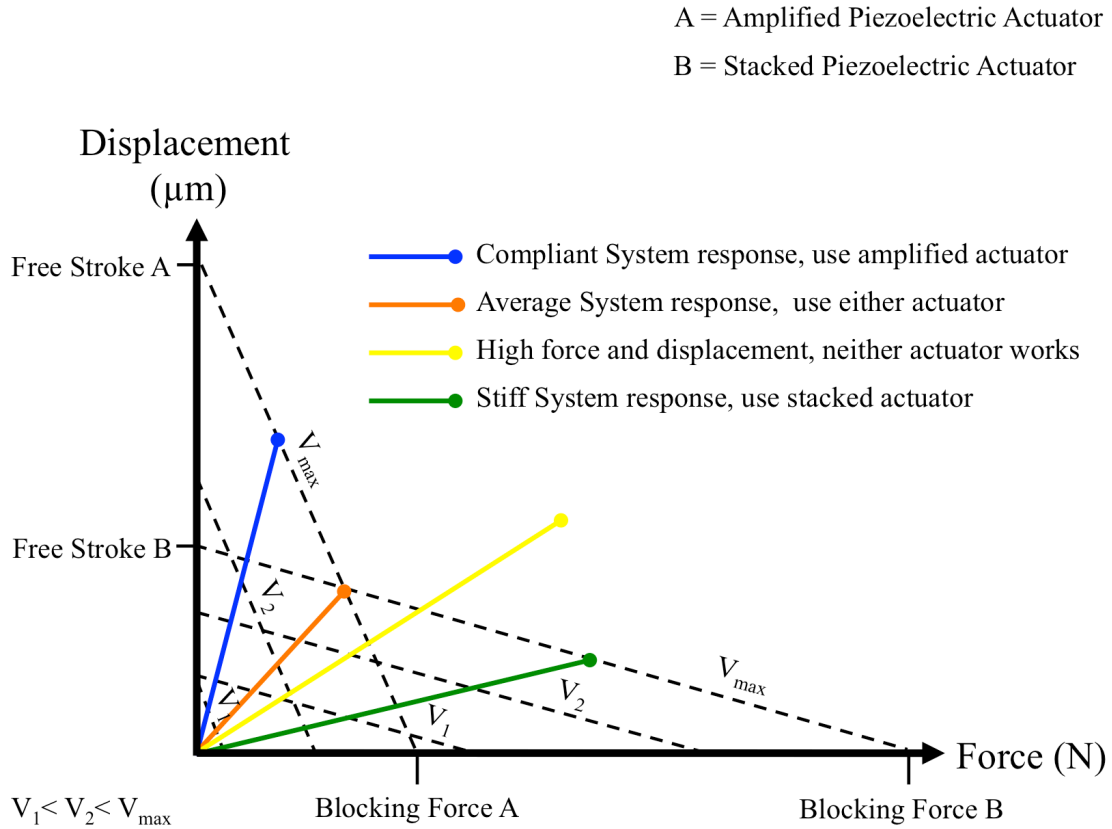 A = Amplified Piezoelectric Actuator
B = Stacked Piezoelectric Actuator
Displacement
(µm)
Free Stroke A
Compliant System response, use amplified actuator
Average System response, use either actuator
High force and displacement, neither actuator works
Stiff System response, use stacked actuator
Vmax
Free Stroke B
V2
V1
V1
V2
Vmax
Force (N)
Blocking Force A
Blocking Force B
V1< V2< Vmax